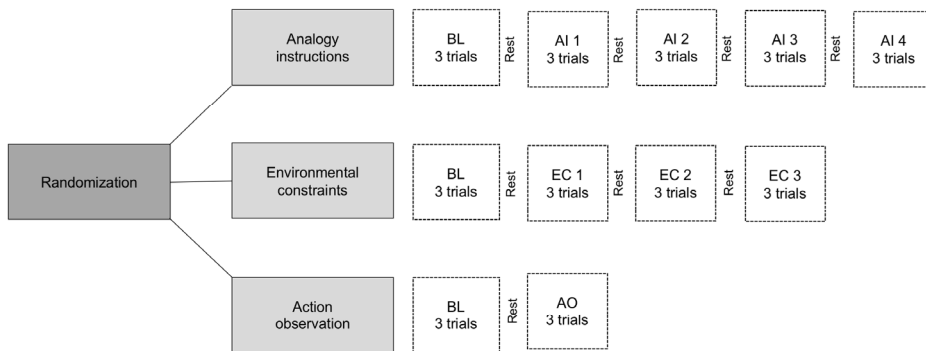 Analogy
instructions
BL
3 trials
Rest
AI 1
3 trials
Rest
AI 2
3 trials
Rest
AI 3
3 trials
Rest
AI 4
3 trials
Randomization
Environmental
constraints
BL
3 trials
Rest
EC 1
3 trials
Rest
EC 2
3 trials
Rest
EC 3
3 trials
Action
observation
BL
3 trials
Rest
AO
3 trials